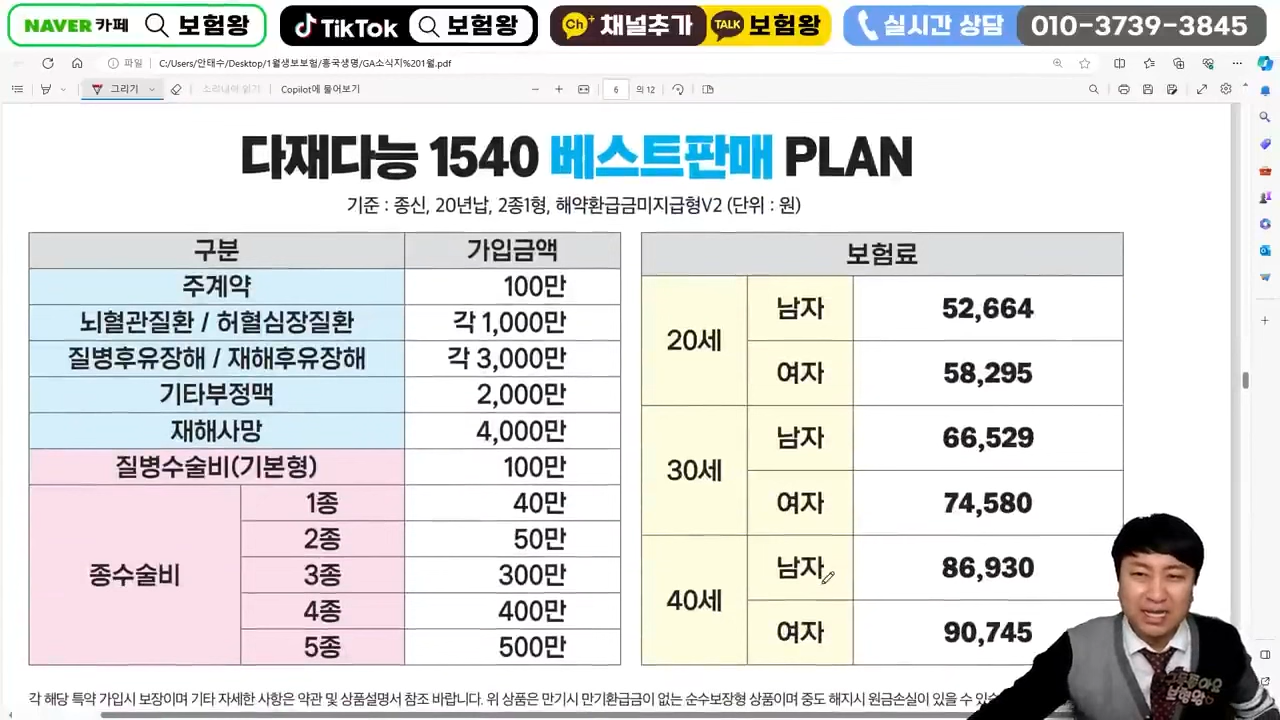 NAVER 카페 보험왕
TikTok 보험왕
Ch+ 채널추가 TALK 보험왕
실시간 상담 010-3739-3845
파일 C:/Users/안태수/Desktop/1월생보보험/흥국생명/GA소식지%201월.pdf
그리기 소리내어 읽기 Copilot에 물어보기 6 의 12
다재다능 1540 베스트판매 PLAN
기준 : 종신, 20년납, 2종1형, 해약환급금미지급형V2 (단위 : 원)
구분 가입금액
주계약 100만
뇌혈관질환 / 허혈심장질환 각 1,000만
질병후유장해 / 재해후유장해 각 3,000만
기타부정맥 2,000만
재해사망 4,000만
질병수술비(기본형) 100만
종수술비
1종 40만
2종 50만
3종 300만
4종 400만
5종 500만
보험료
20세
남자 52,664
여자 58,295
30세
남자 66,529
여자 74,580
40세
남자 86,930
여자 90,745
각 해당 특약 가입시 보장이며 기타 자세한 사항은 약관 및 상품설명서 참조 바랍니다. 위 상품은 만기시 만기환급금이 없는 순수보장형 상품이며 중도 해지시 원금손실이 있을 수 있
보험왕